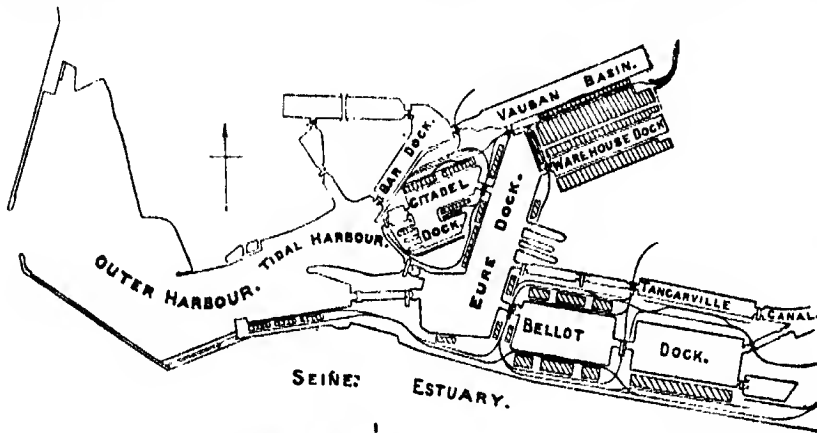 VAUBAN BASIN.
BAR DOCK.
WAREHOUSE DOCK
CITADEL
DOCK
EURE DOCK.
TIDAL HARBOUR.
OUTER HARBOUR.
TANCARVILLE
CANAL
BELLOT
DOCK.
SEINE
ESTUARY.